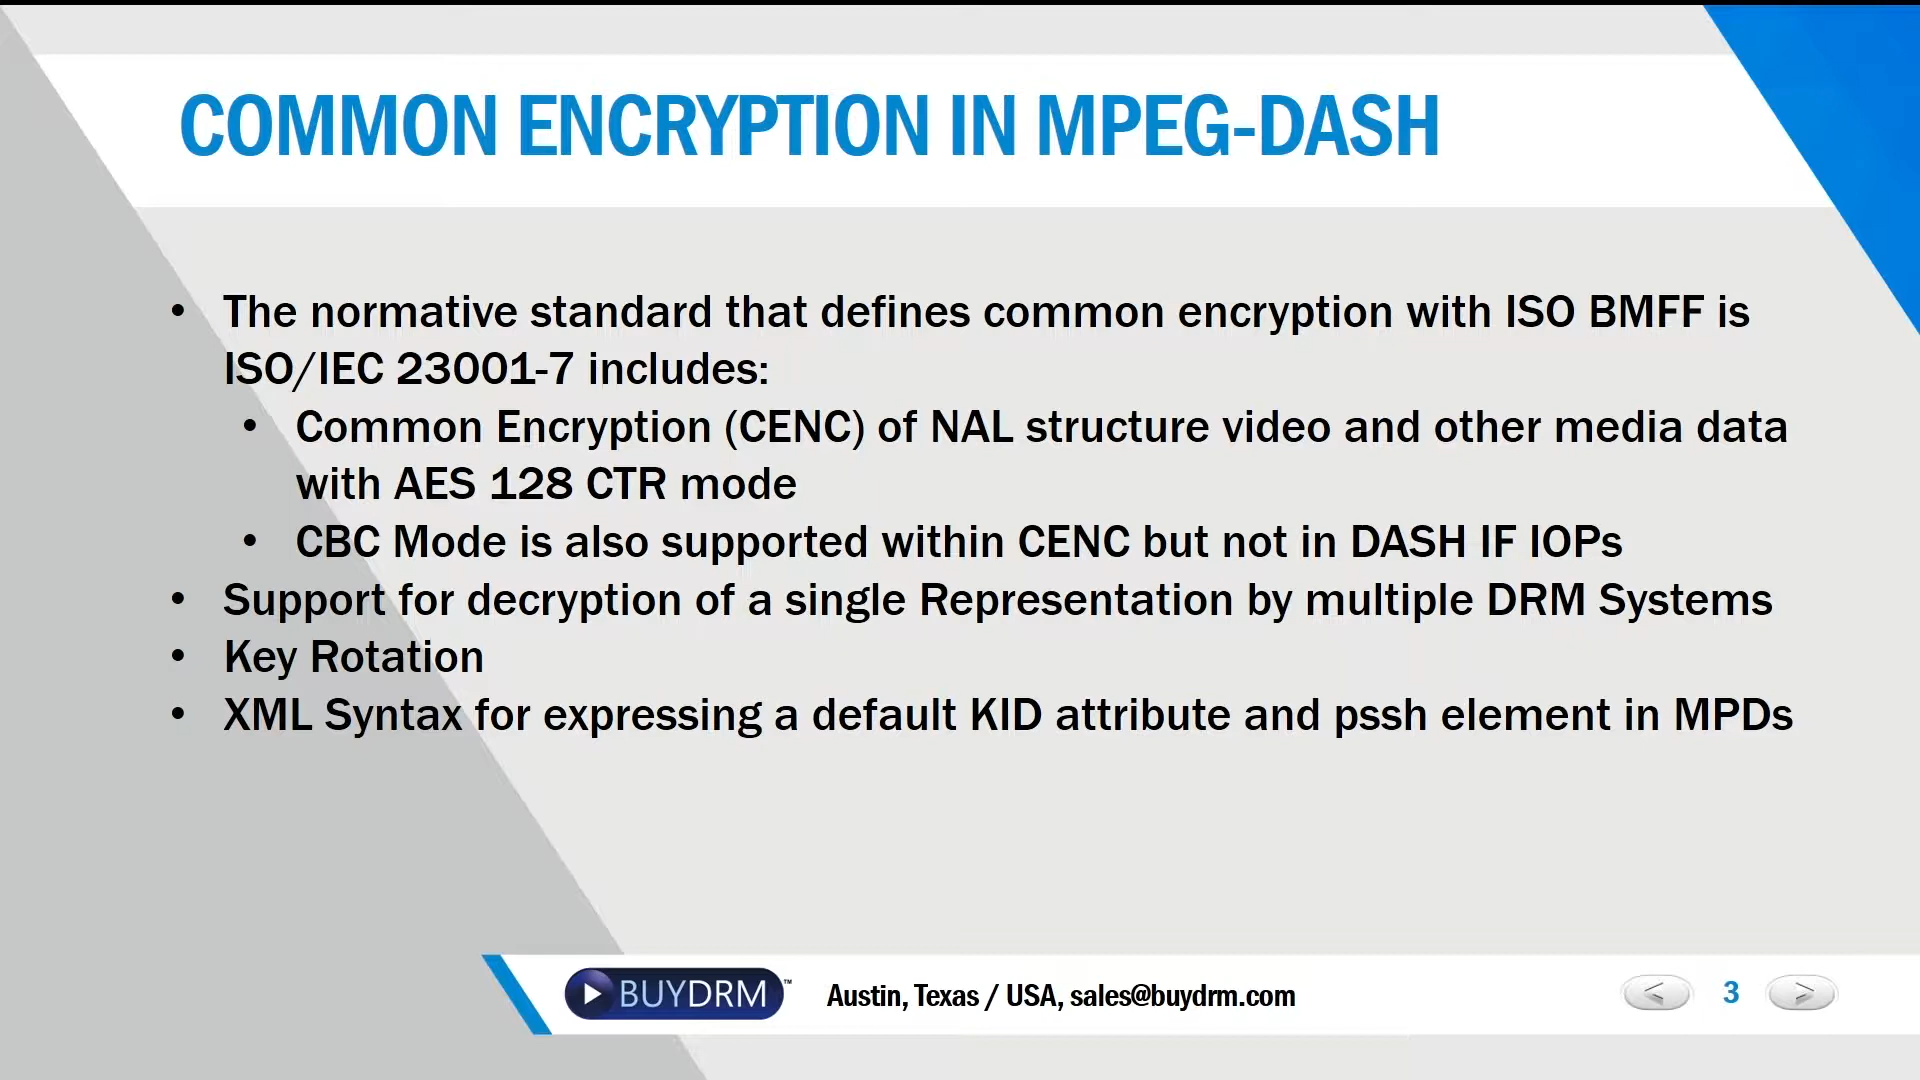 COMMON ENCRYPTION IN MPEG-DASH
• The normative standard that defines common encryption with ISO BMFF is
ISO/IEC 23001-7 includes:
• Common Encryption (CENC) of NAL structure video and other media data
with AES 128 CTR mode
• CBC Mode is also supported within CENC but not in DASH IF IOPs
• Support for decryption of a single Representation by multiple DRM Systems
• Key Rotation
• XML Syntax for expressing a default KID attribute and pssh element in MPDs
BUYDRM™ Austin, Texas / USA, sales@buydrm.com < 3 >